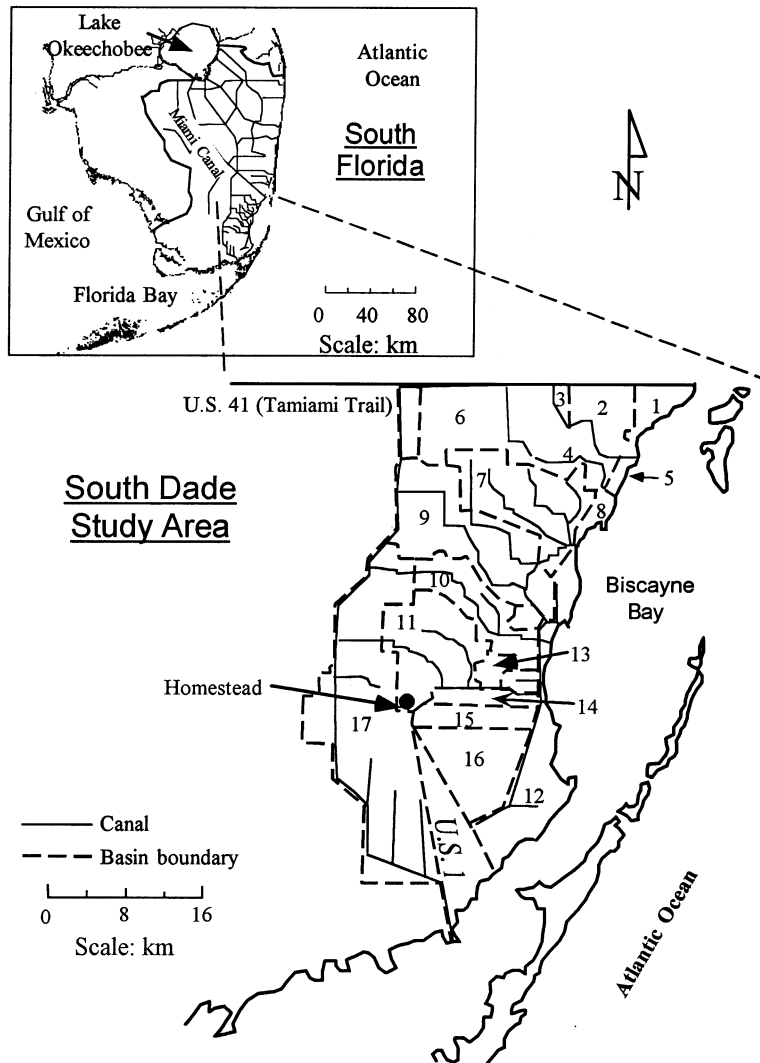 Lake
Okeechobee
Atlantic
Ocean
South
Florida
Miami Canal
Gulf of
Mexico
Florida Bay
0 40 80
Scale: km
N
U.S. 41 (Tamiami Trail)
6
3
2
1
4
5
7
8
South Dade
Study Area
9
10
Biscayne
Bay
11
13
Homestead
14
15
17
16
12
U.S. 1
Canal
Basin boundary
0 8 16
Scale: km
Atlantic Ocean